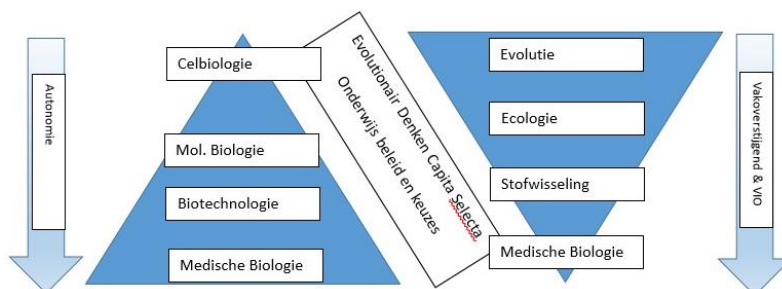 Autonomie
Celbiologie
Mol. Biologie
Biotechnologie
Medische Biologie
Evolutionair Denken Capita Selecta
Onderwijs beleid en keuzes
Evolutie
Ecologie
Stofwisseling
Medische Biologie
Vakoverstijgend & VIO